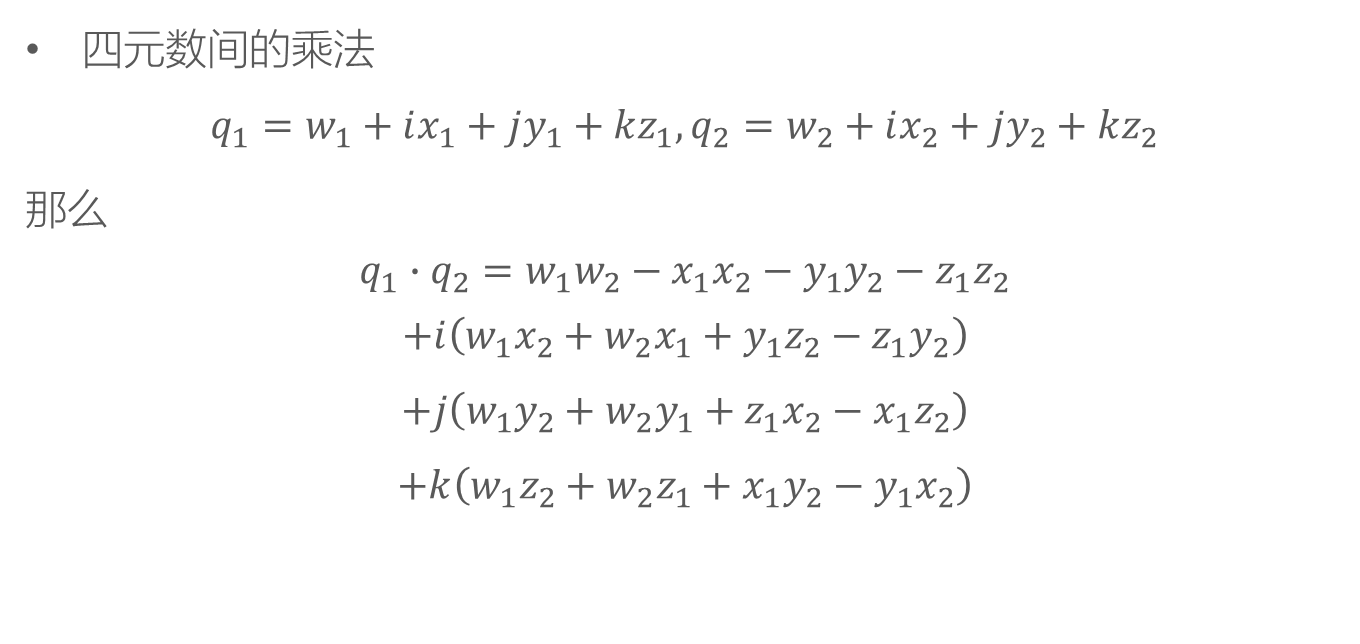 • 四元数间的乘法
q₁ = w₁ + ix₁ + jy₁ + kz₁, q₂ = w₂ + ix₂ + jy₂ + kz₂
那么
q₁ · q₂ = w₁w₂ − x₁x₂ − y₁y₂ − z₁z₂
+i(w₁x₂ + w₂x₁ + y₁z₂ − z₁y₂)
+j(w₁y₂ + w₂y₁ + z₁x₂ − x₁z₂)
+k(w₁z₂ + w₂z₁ + x₁y₂ − y₁x₂)